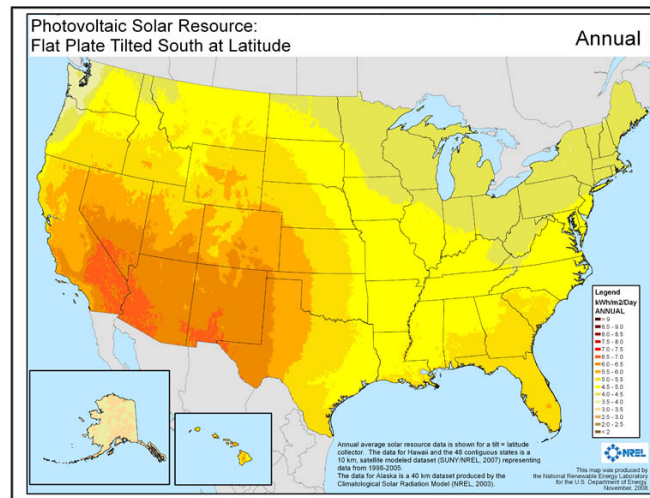 Photovoltaic Solar Resource:
Flat Plate Tilted South at Latitude
Annual
Legend
kWh/m2/Day
ANNUAL
> 9
8.5 - 9.0
8.0 - 8.5
7.5 - 8.0
7.0 - 7.5
6.5 - 7.0
6.0 - 6.5
5.5 - 6.0
5.0 - 5.5
4.5 - 5.0
4.0 - 4.5
3.5 - 4.0
3.0 - 3.5
2.5 - 3.0
2.0 - 2.5
< 2
Annual average solar resource data is shown for a tilt = latitude
collector. The data for Hawaii and the 48 contiguous states is a
10 km, satellite modeled dataset (SUNY/NREL, 2007) representing
data from 1998-2005.
The data for Alaska is a 40 km dataset produced by the
Climatological Solar Radiation Model (NREL, 2003).
NREL
This map was produced by
the National Renewable Energy Laboratory
for the U.S. Department of Energy.
November, 2008